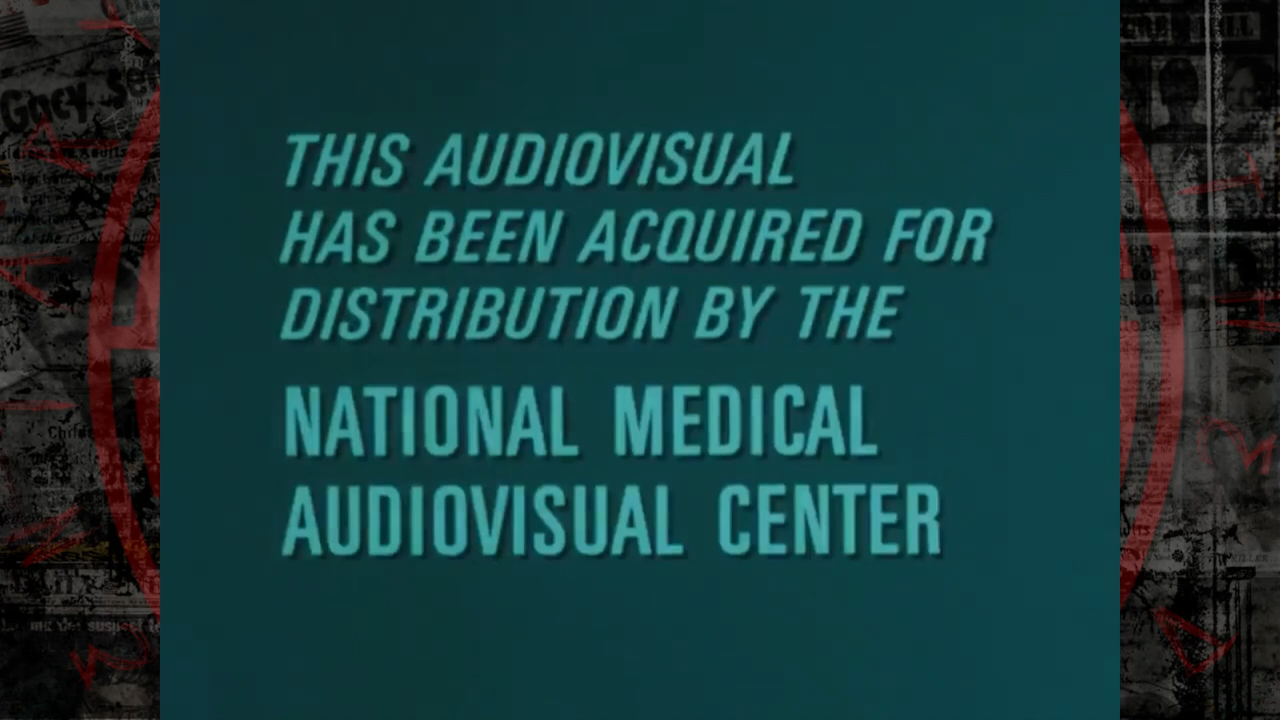 THIS AUDIOVISUAL
HAS BEEN ACQUIRED FOR
DISTRIBUTION BY THE
NATIONAL MEDICAL
AUDIOVISUAL CENTER